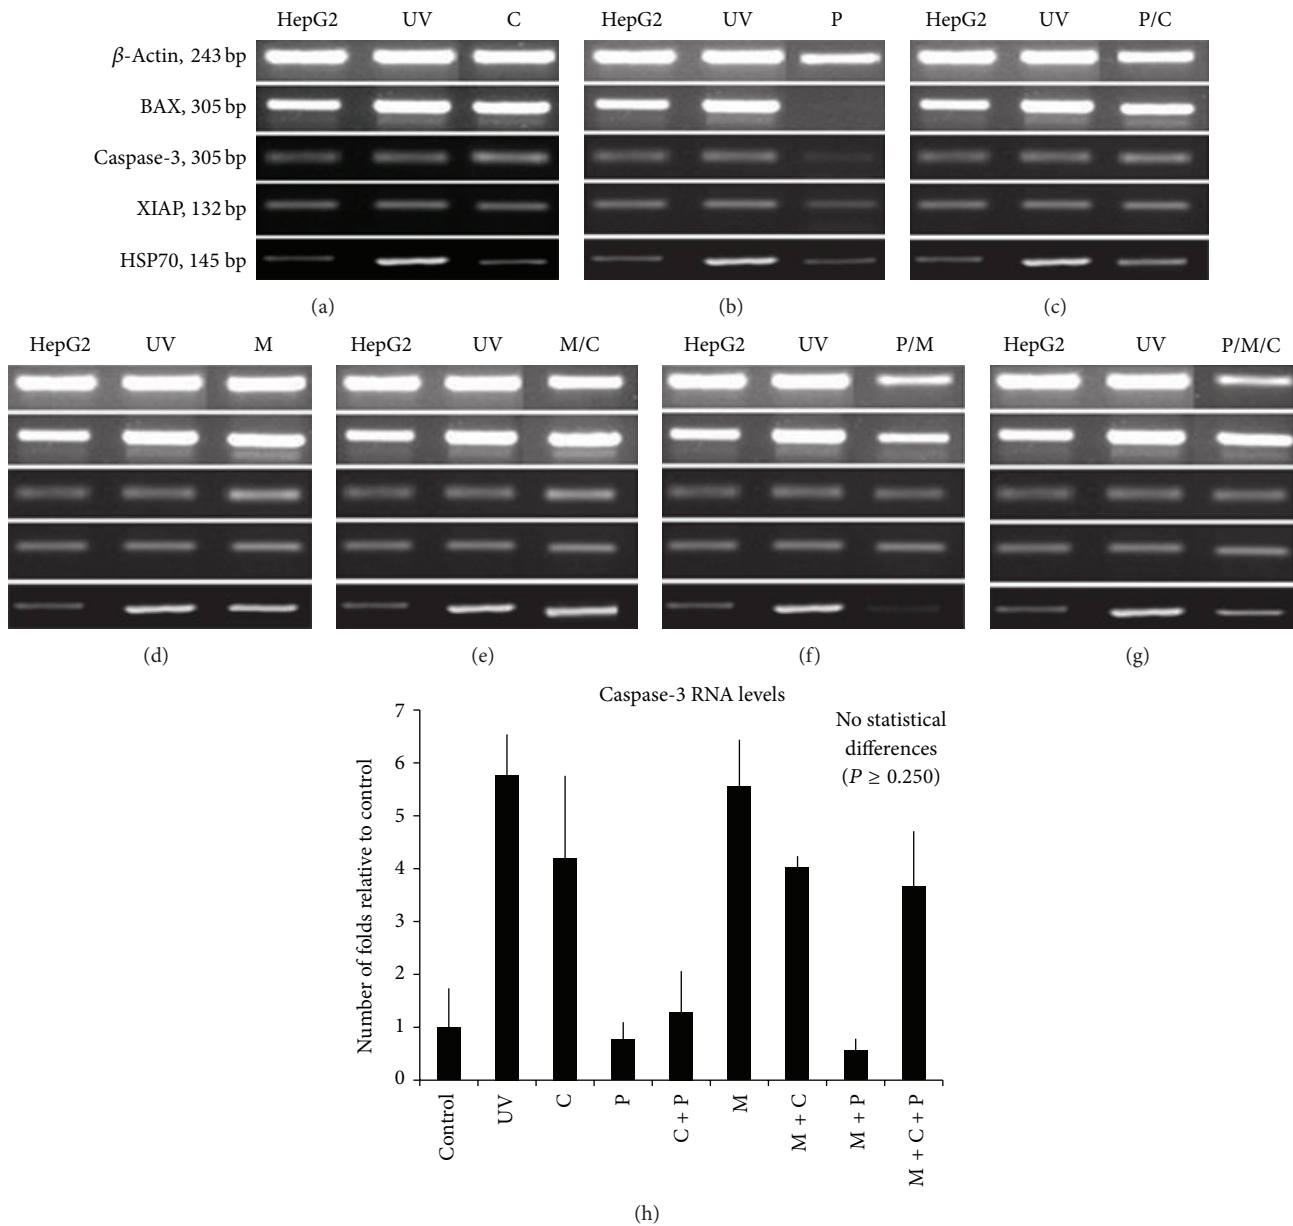 HepG2 UV C HepG2 UV P HepG2 UV P/C
β-Actin, 243 bp
BAX, 305 bp
Caspase-3, 305 bp
XIAP, 132 bp
HSP70, 145 bp
(a) (b) (c)
HepG2 UV M HepG2 UV M/C HepG2 UV P/M HepG2 UV P/M/C
(d) (e) (f) (g)
Caspase-3 RNA levels
No statistical
differences
(P ≥ 0.250)
Number of folds relative to control
7
6
5
4
3
2
1
0
Control
UV
C
P
C + P
M
M + C
M + P
M + C + P
(h)